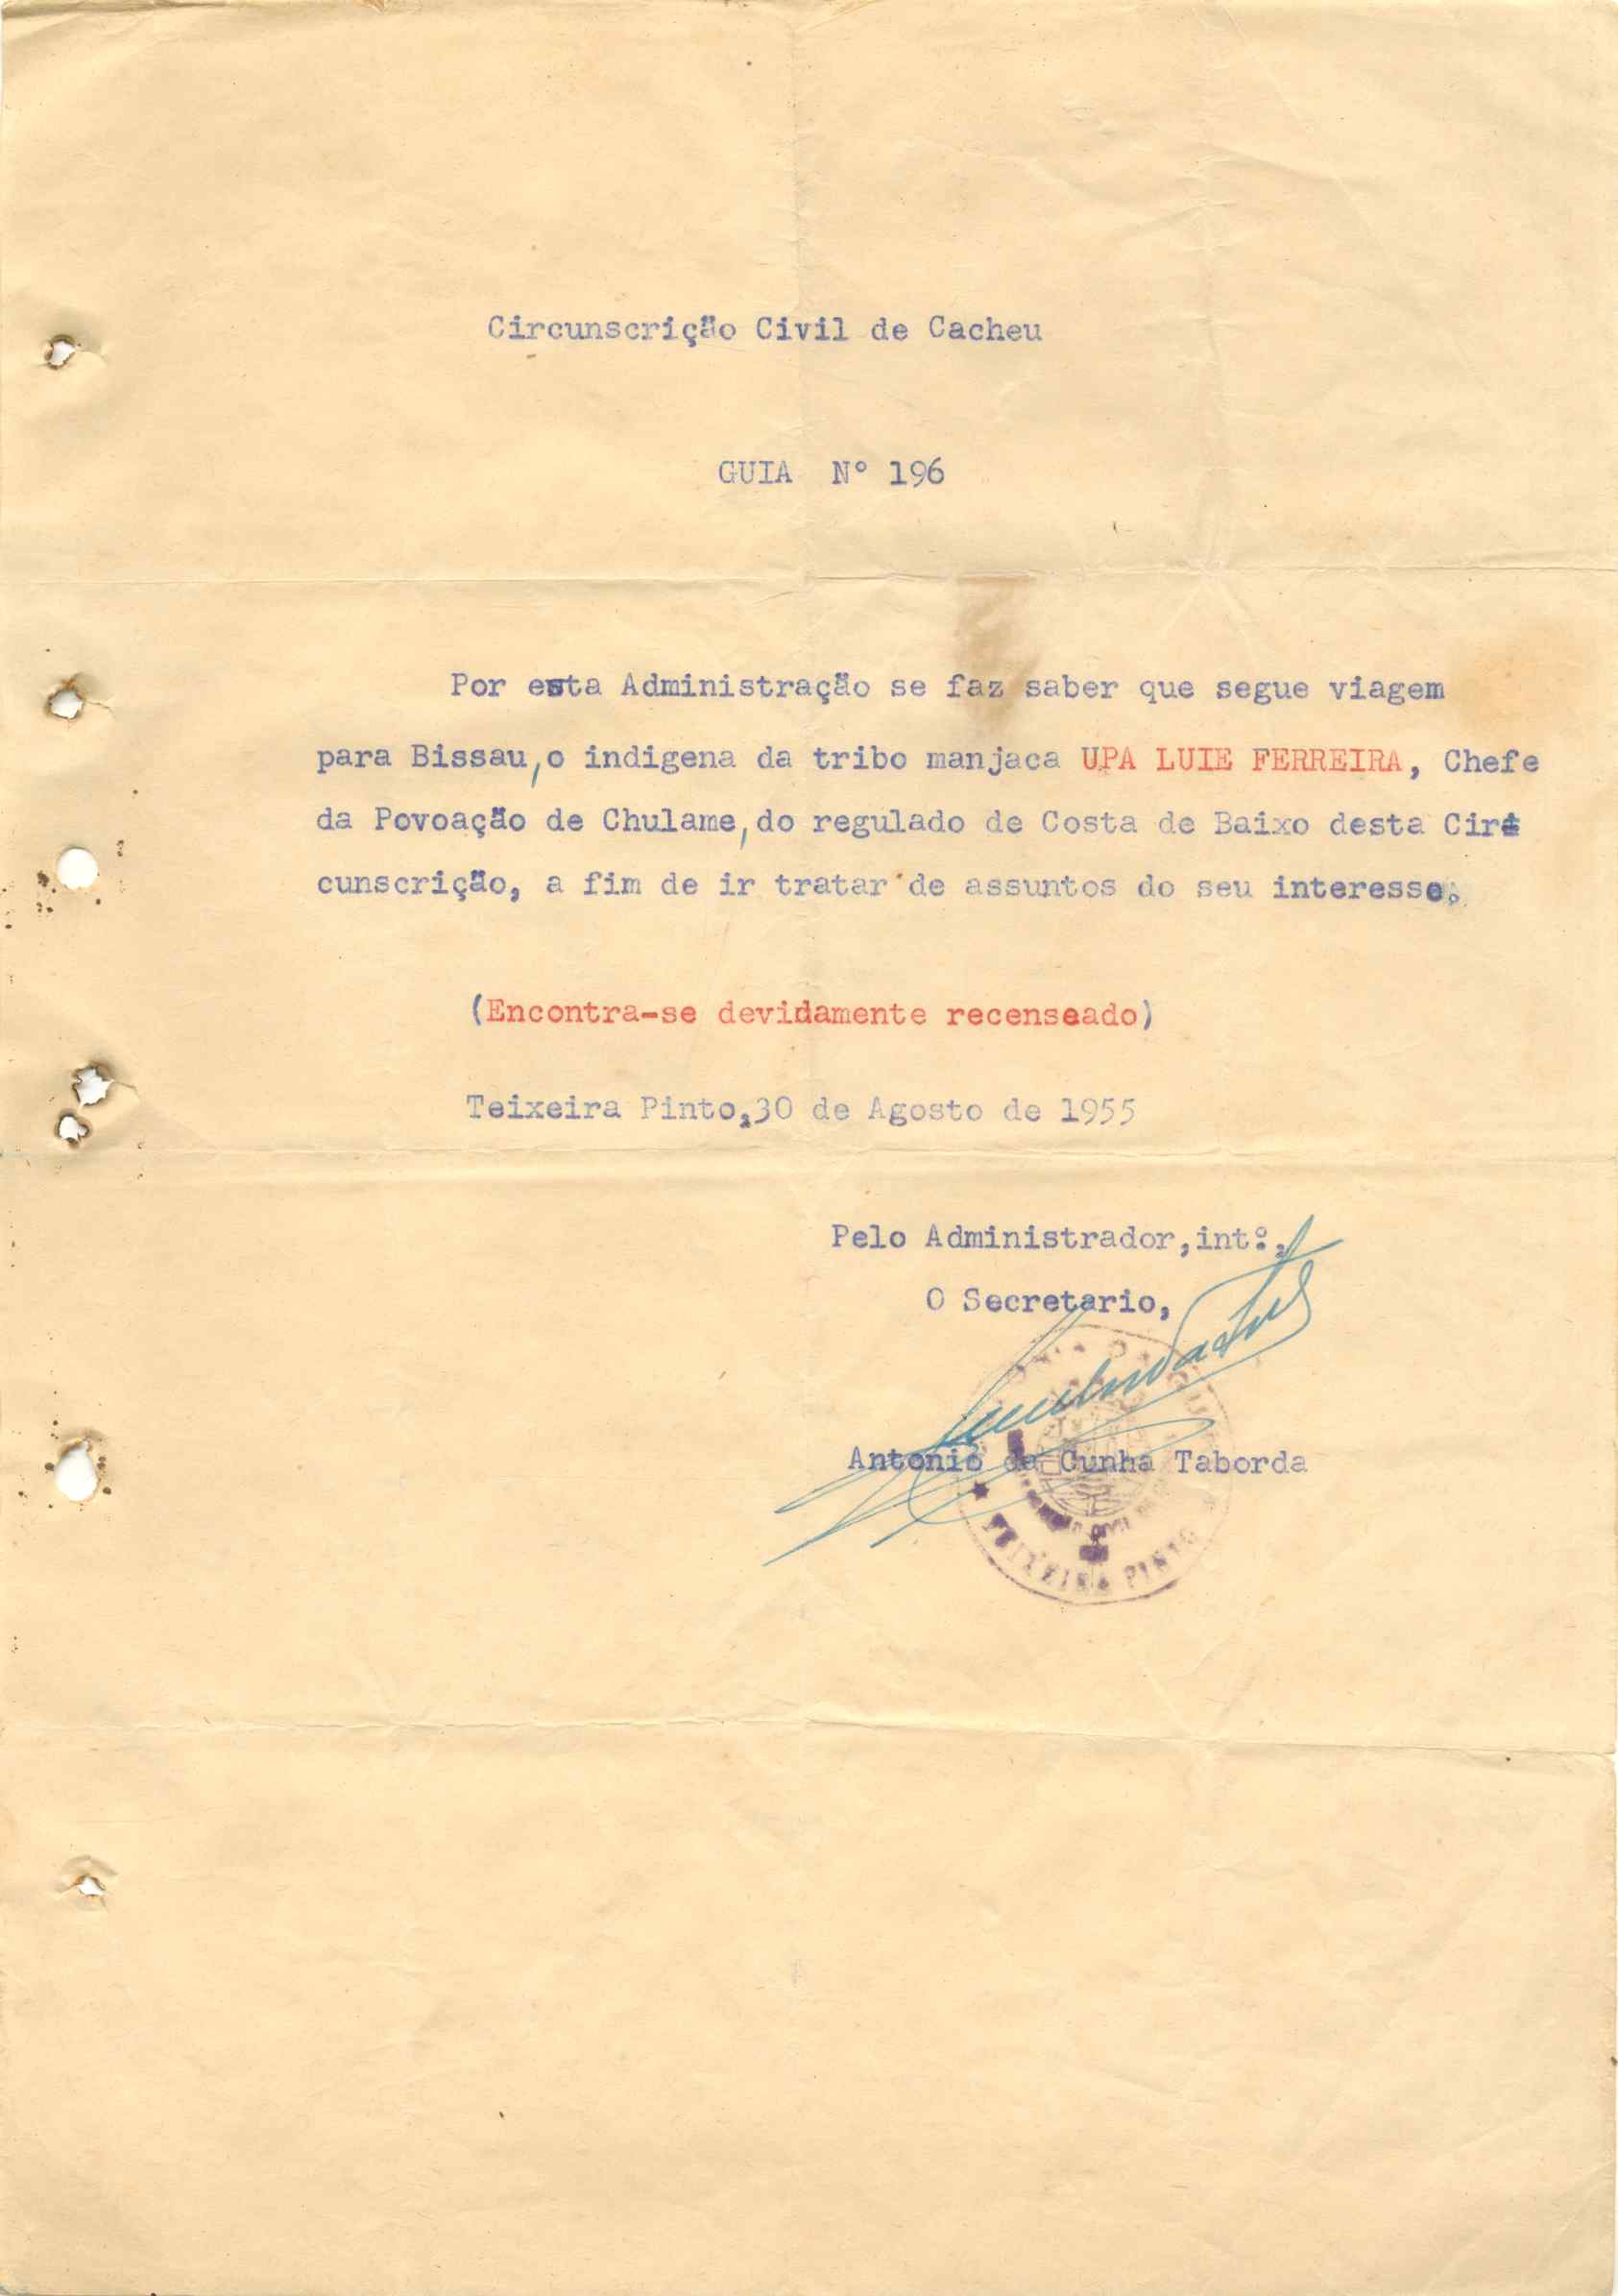 Circunscrição Civil de Cacheu
GUIA Nº 196
Por esta Administração se faz saber que segue viagem
para Bissau, o indigena da tribo manjaca UPA LUIE FERREIRA, Chefe
da Povoação de Chulame, do regulado de Costa de Baixo desta Cir-
cunscrição, a fim de ir tratar de assuntos do seu interesse.
(Encontra-se devidamente recenseado)
Teixeira Pinto, 30 de Agosto de 1955
Pelo Administrador, intº,
O Secretario,
Antonio da Cunha Taborda
TEIXEIRA PINTO